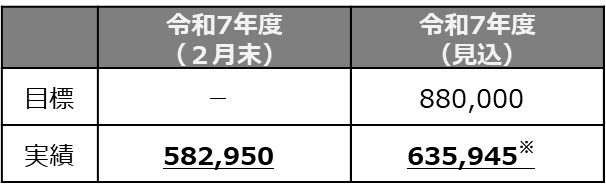 令和7年度 令和7年度
（２月末） （見込）
目標 － 880,000
実績 582,950 635,945※